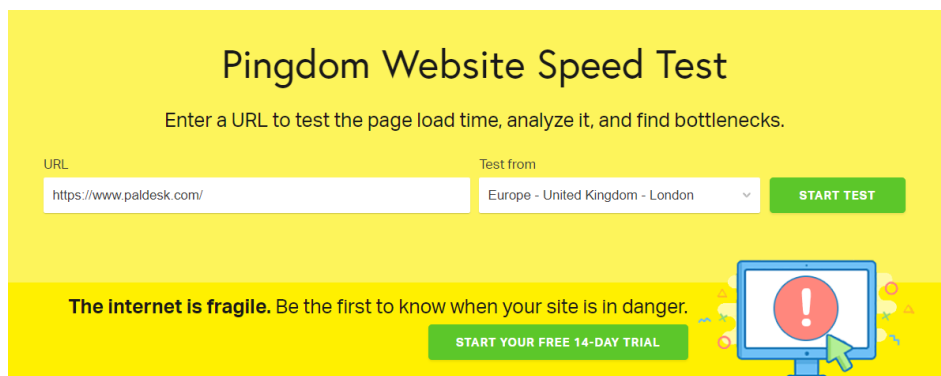 Pingdom Website Speed Test
Enter a URL to test the page load time, analyze it, and find bottlenecks.
URL
Test from
https://www.paldesk.com/
Europe - United Kingdom - London
START TEST
The internet is fragile. Be the first to know when your site is in danger.
START YOUR FREE 14-DAY TRIAL
!